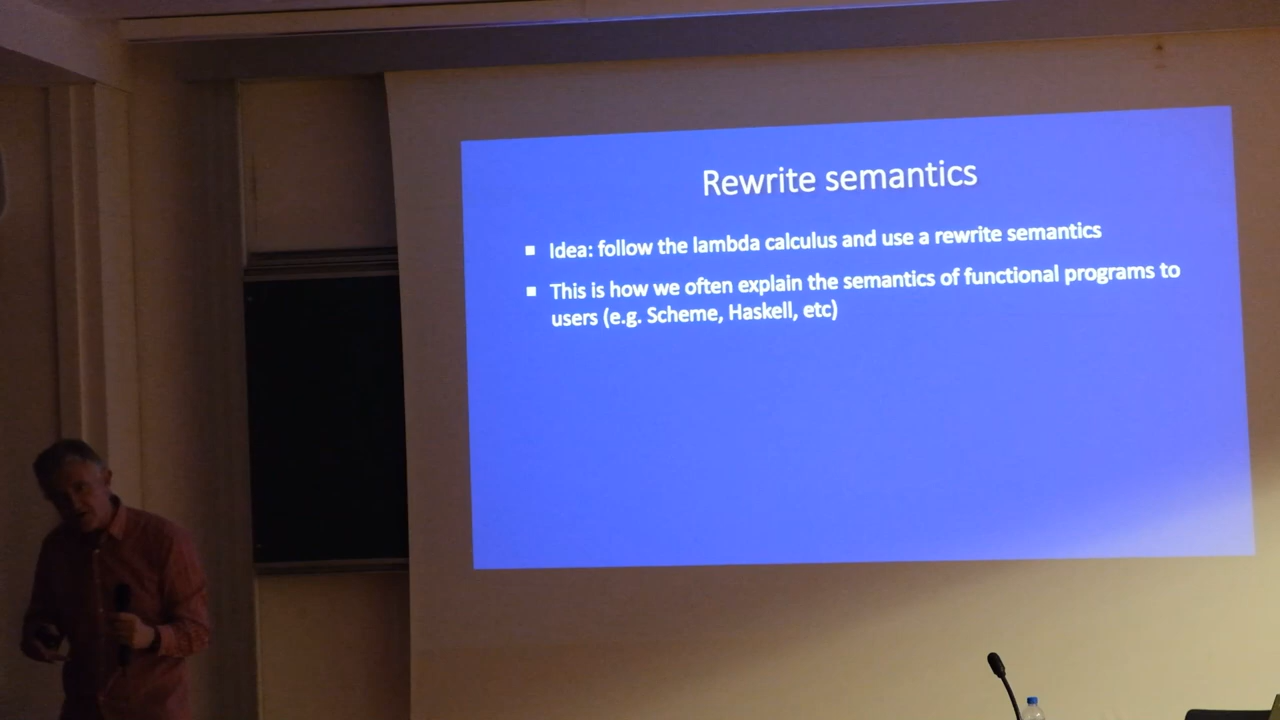 Rewrite semantics
▪ Idea: follow the lambda calculus and use a rewrite semantics
▪ This is how we often explain the semantics of functional programs to
users (e.g. Scheme, Haskell, etc)